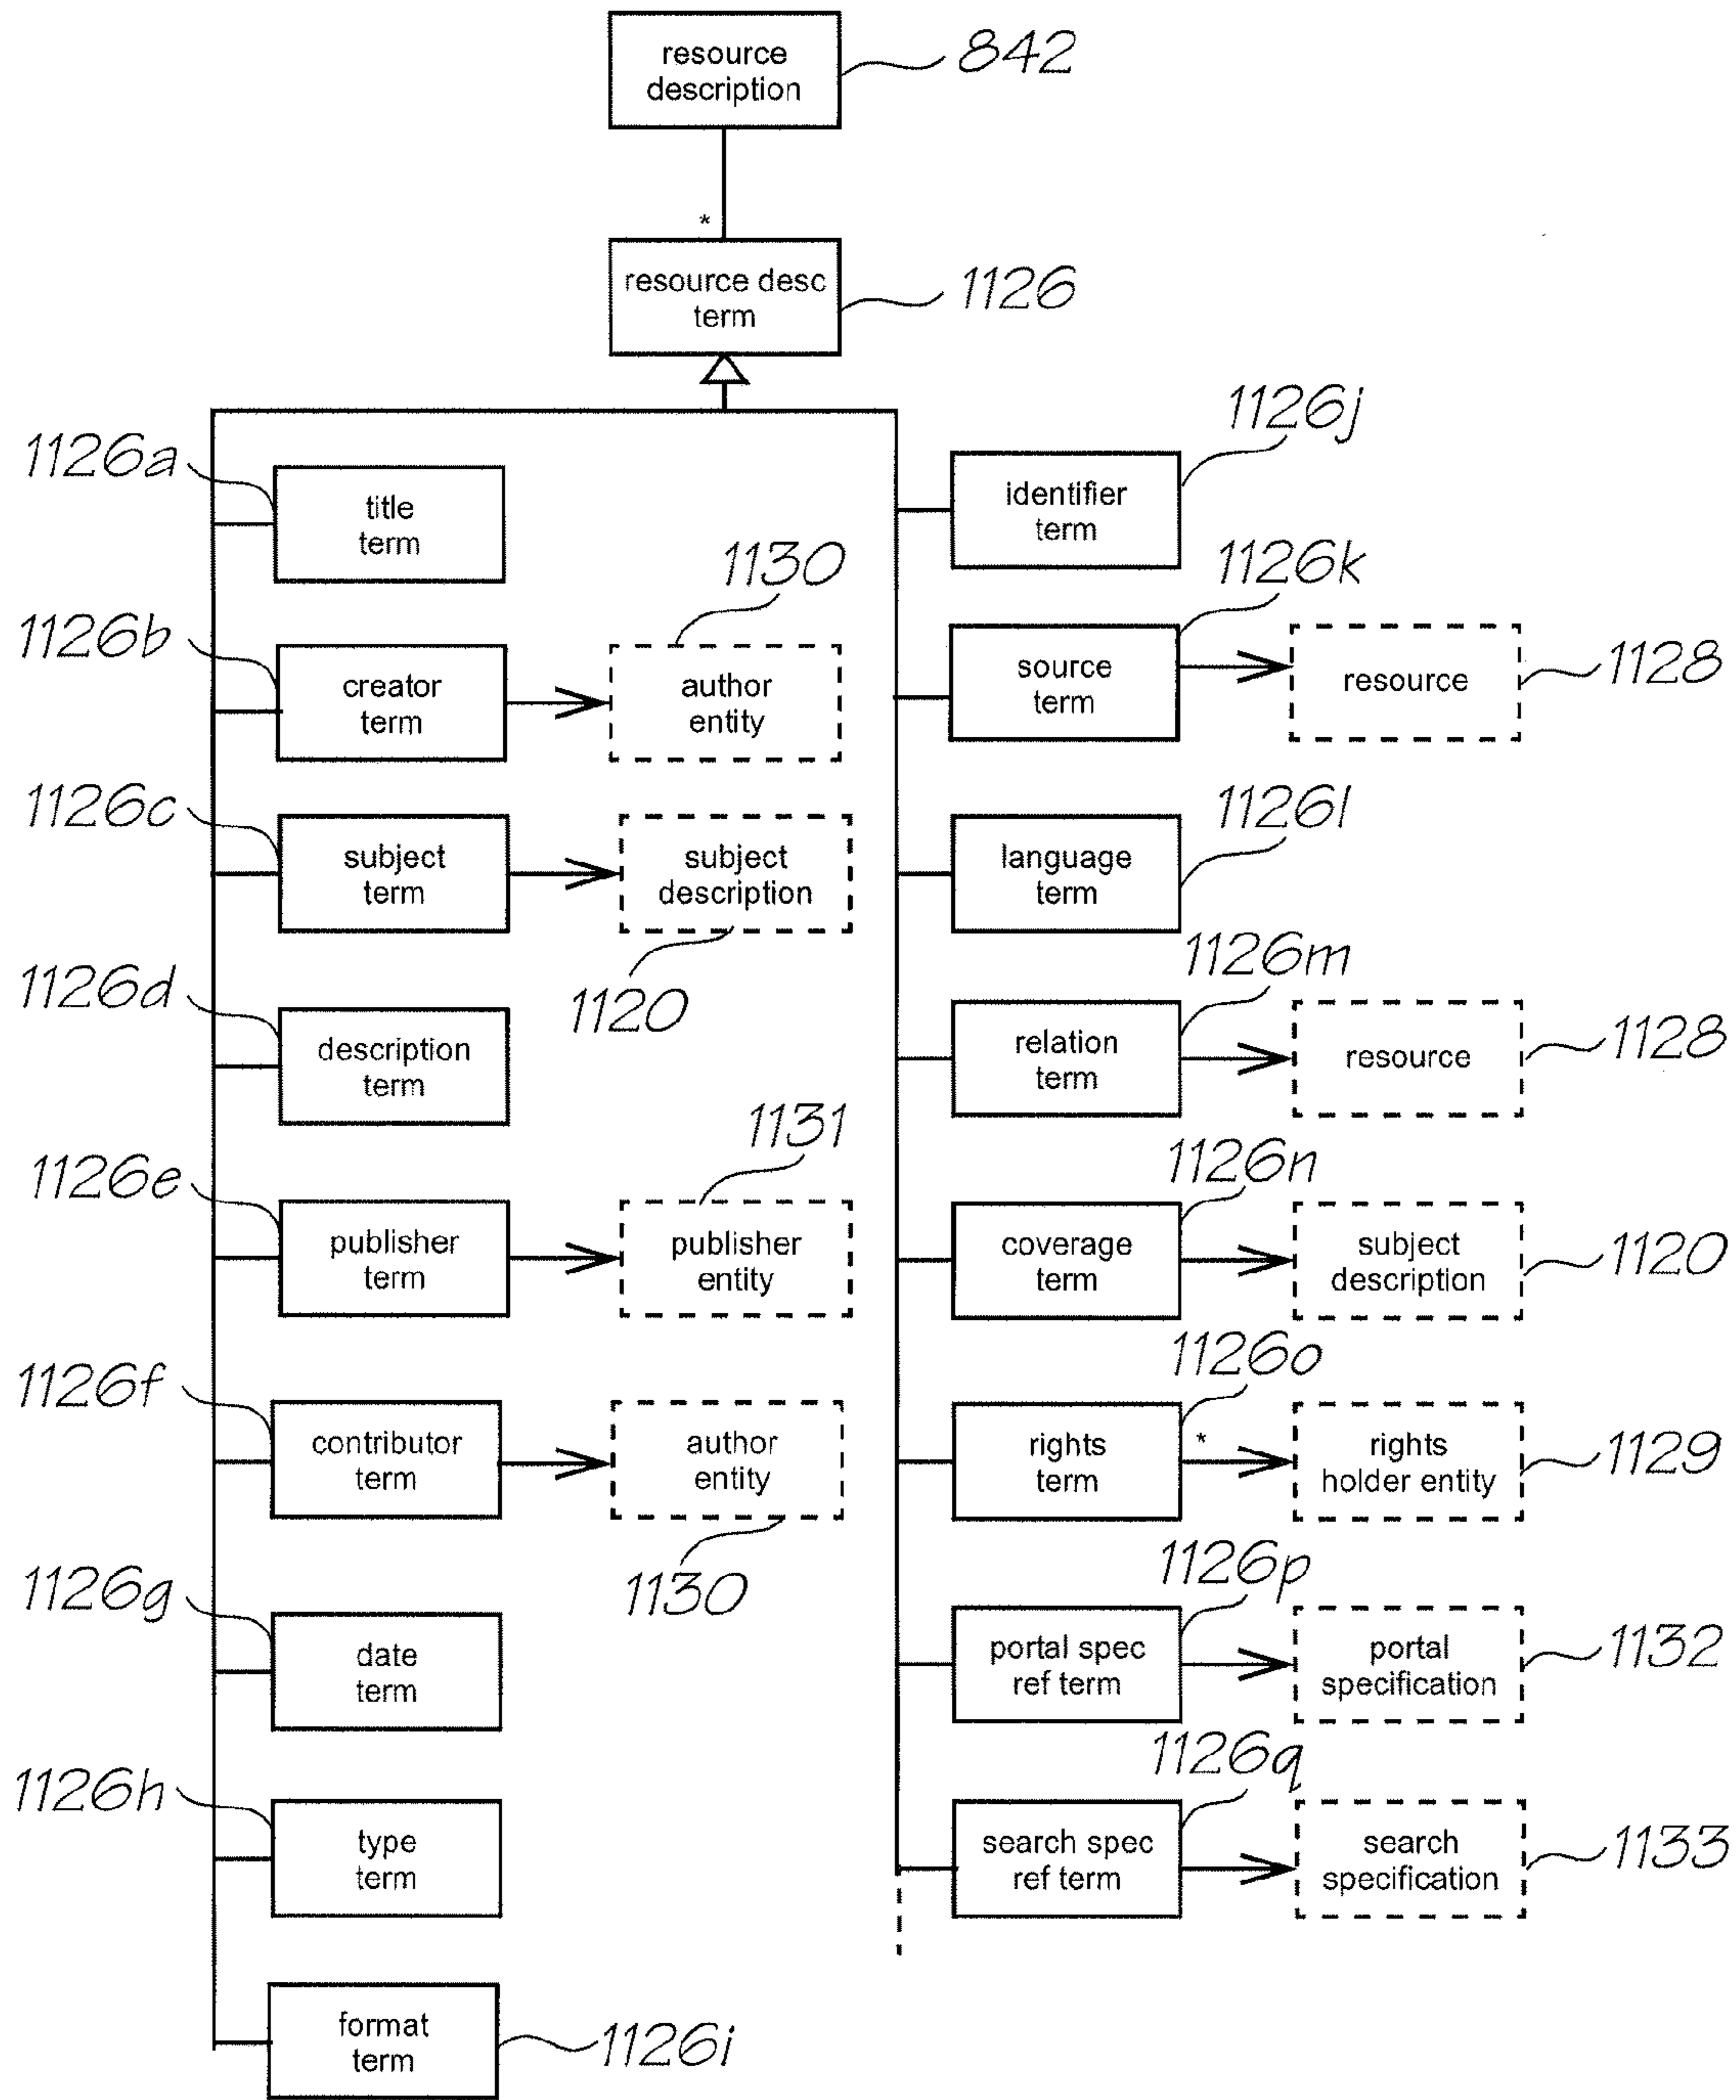 resource
description
842
*
resource desc
term
1126
1126a
title
term
1126b
creator
term
1130
author
entity
1126c
subject
term
subject
description
1120
1126d
description
term
1126e
publisher
term
1131
publisher
entity
1126f
contributor
term
author
entity
1130
1126g
date
term
1126h
type
term
format
term
1126i
1126j
identifier
term
1126k
source
term
resource
1128
1126l
language
term
1126m
relation
term
resource
1128
1126n
coverage
term
subject
description
1120
1126o
rights
term
*
rights
holder entity
1129
1126p
portal spec
ref term
portal
specification
1132
1126q
search spec
ref term
search
specification
1133